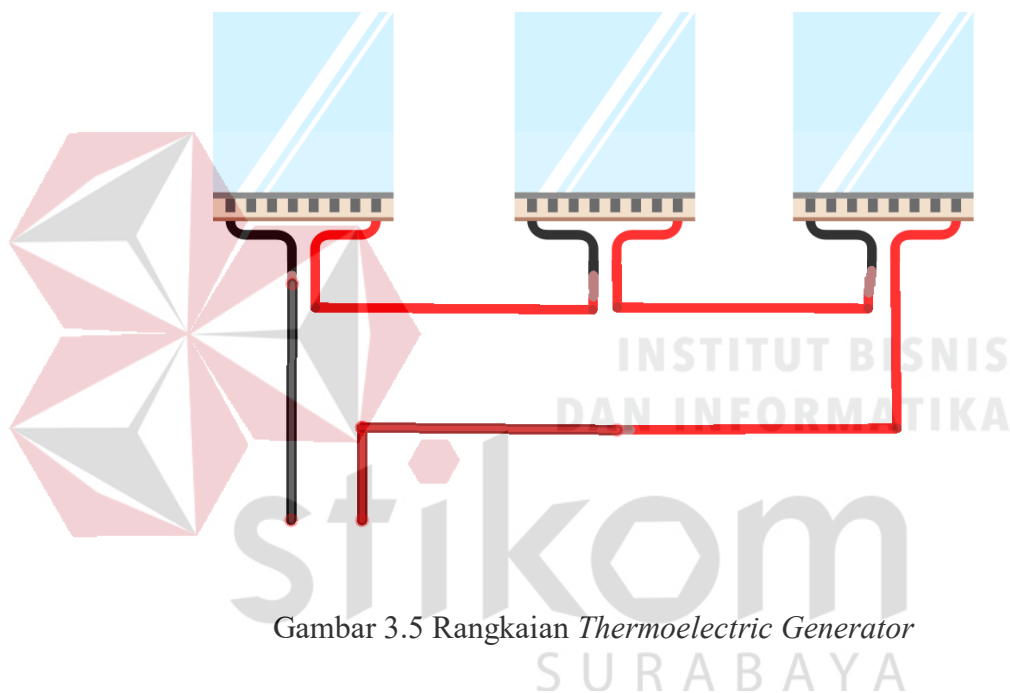 INSTITUT BISNIS
DAN INFORMATIKA
stikom
Gambar 3.5 Rangkaian Thermoelectric Generator
SURABAYA